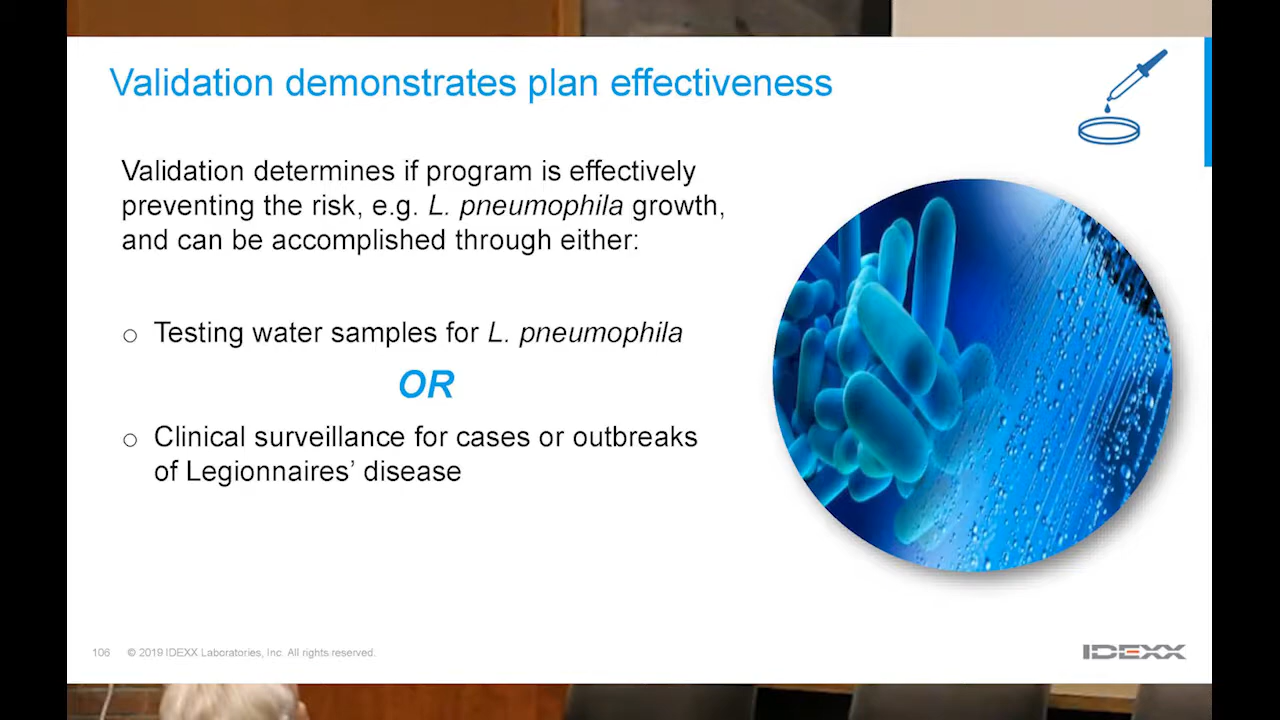 Validation demonstrates plan effectiveness
Validation determines if program is effectively
preventing the risk, e.g. L. pneumophila growth,
and can be accomplished through either:
o Testing water samples for L. pneumophila
OR
o Clinical surveillance for cases or outbreaks
of Legionnaires’ disease
106 © 2019 IDEXX Laboratories, Inc. All rights reserved.
IDEXX